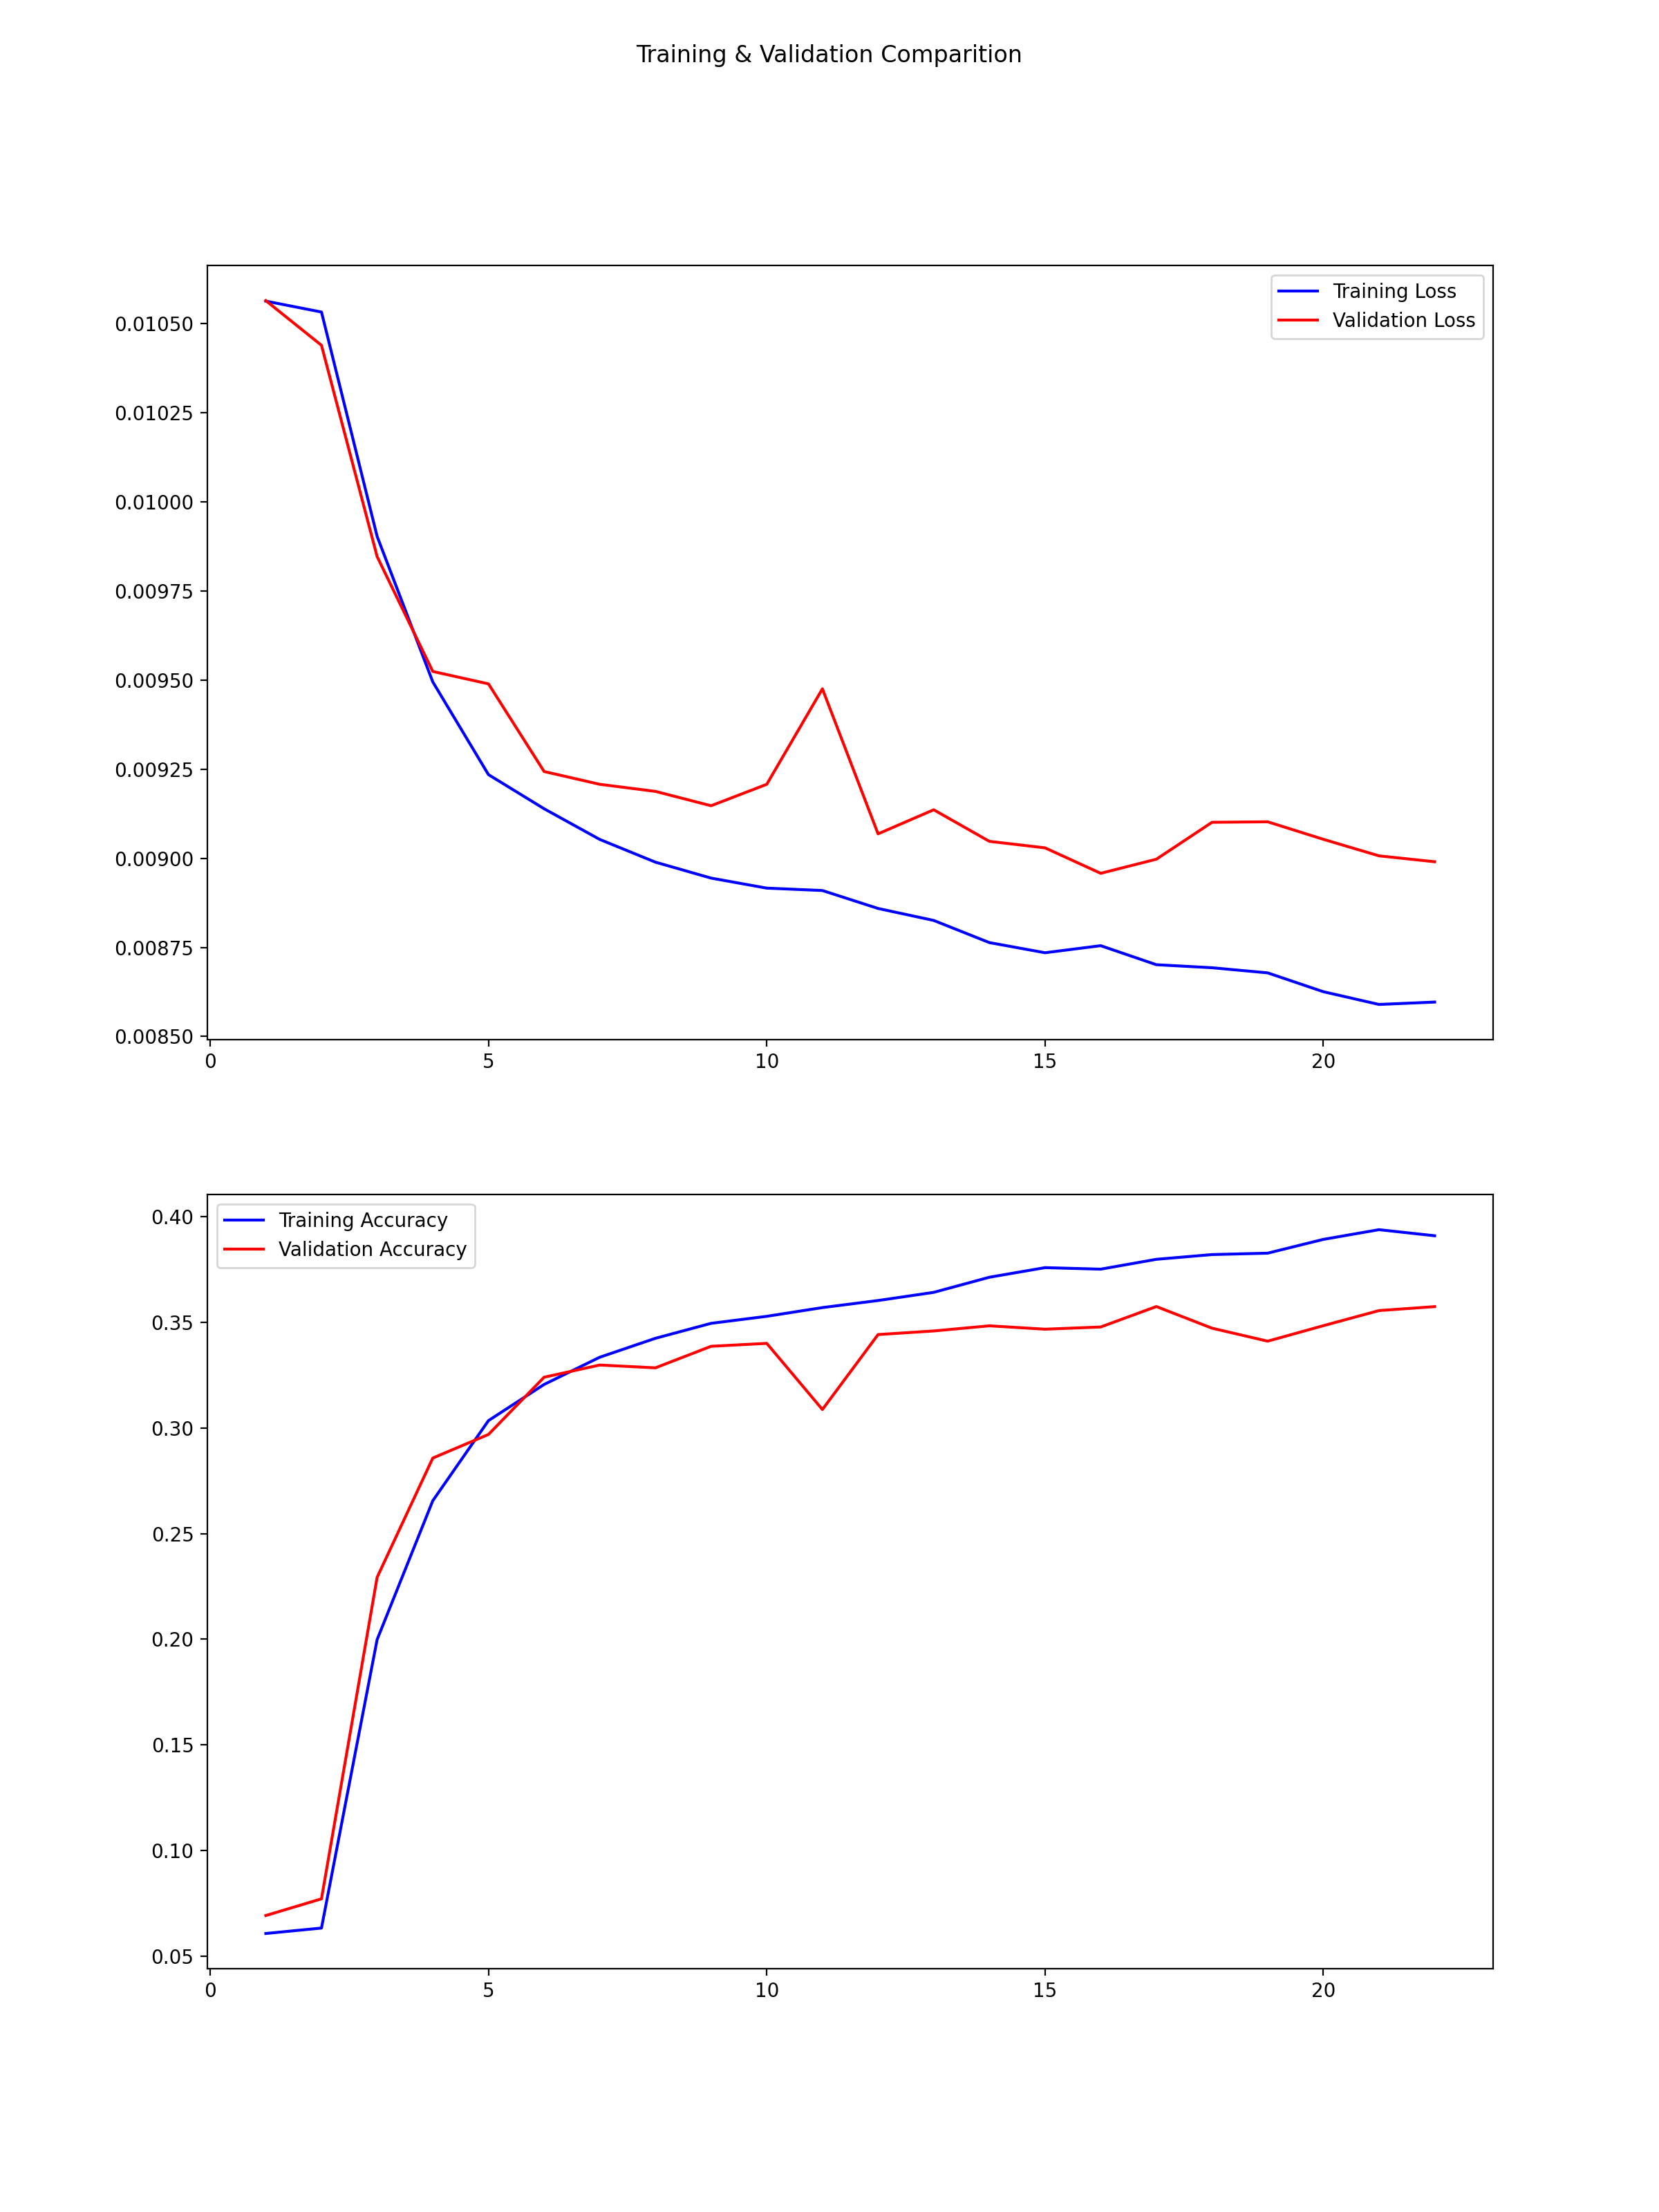 Training & Validation Comparition
Training Loss
Validation Loss
0.01050
0.01025
0.01000
0.00975
0.00950
0.00925
0.00900
0.00875
0.00850
0 5 10 15 20
Training Accuracy
Validation Accuracy
0.40
0.35
0.30
0.25
0.20
0.15
0.10
0.05
0 5 10 15 20